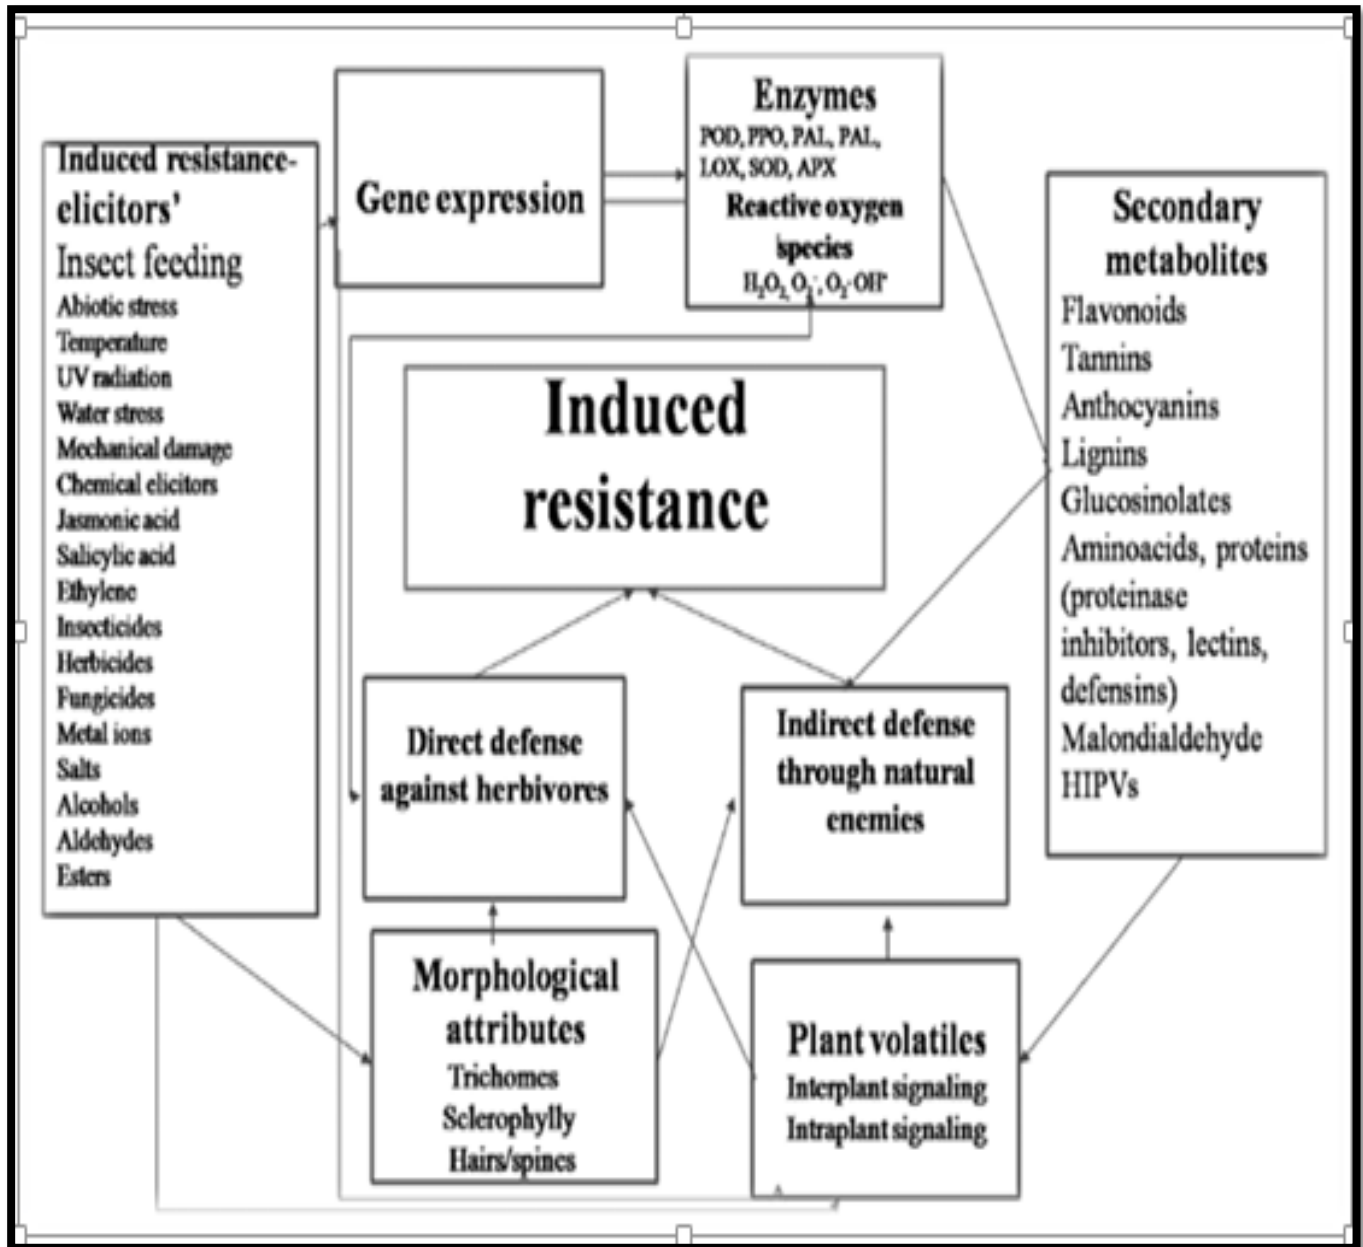 Induced resistance-
elicitors'
Insect feeding
Abiotic stress
Temperature
UV radiation
Water stress
Mechanical damage
Chemical elicitors
Jasmonic acid
Salicylic acid
Ethylene
Insecticides
Herbicides
Fungicides
Metal ions
Salts
Alcohols
Aldehydes
Esters
Gene expression
Enzymes
POD, PPO, PAL, PAL,
LOX, SOD, APX
Reactive oxygen
species
H₂O₂,
Induced
resistance
Secondary
metabolites
Flavonoids
Tannins
Anthocyanins
Lignins
Glucosinolates
Aminoacids, proteins
(proteinase
inhibitors, lectins,
defensins)
Malondialdehyde
HIPVs
Direct defense
against herbivores
Indirect defense
through natural
enemies
Morphological
attributes
Trichomes
Sclerophylly
Hairs/spines
Plant volatiles
Interplant signaling
Intraplant signaling